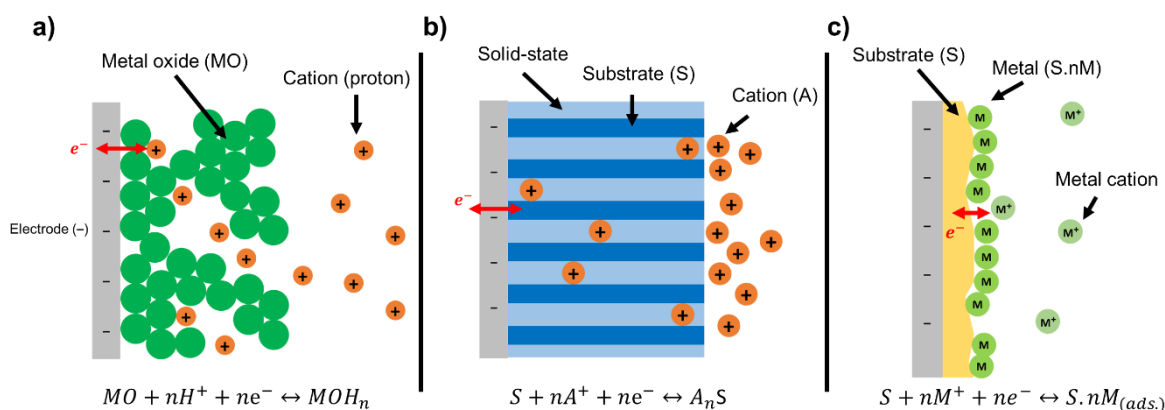 a)
Metal oxide (MO)
Cation (proton)
e⁻
Electrode (−)
− − − − −
+ + + + + + + + + + + +
MO + nH⁺ + ne⁻ ↔ MOHₙ
b)
Solid-state
Substrate (S)
Cation (A)
e⁻
− − − − −
+ + + + + + + + + + + + + + + +
S + nA⁺ + ne⁻ ↔ AₙS
c)
Substrate (S)
Metal (S.nM)
M⁺
M
M
M
M
M⁺
Metal cation
e⁻
M
M⁺
M
M
M
M⁺
M
M
− − − − −
S + nM⁺ + ne⁻ ↔ S.nM₍ads.₎